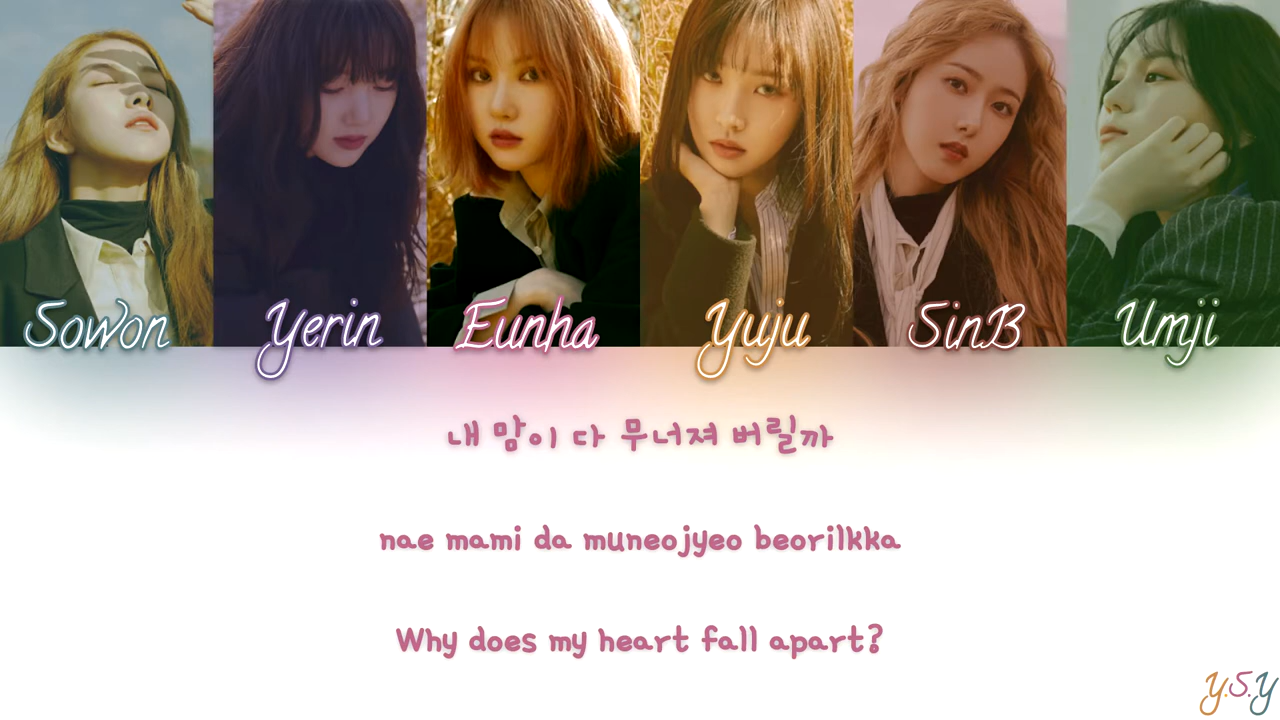 Sowon Yerin Eunha Yuju SinB Umji
내 맘이 다 무너져 버릴까
nae mami da muneojyeo beorilkka
Why does my heart fall apart?
Y.S.Y